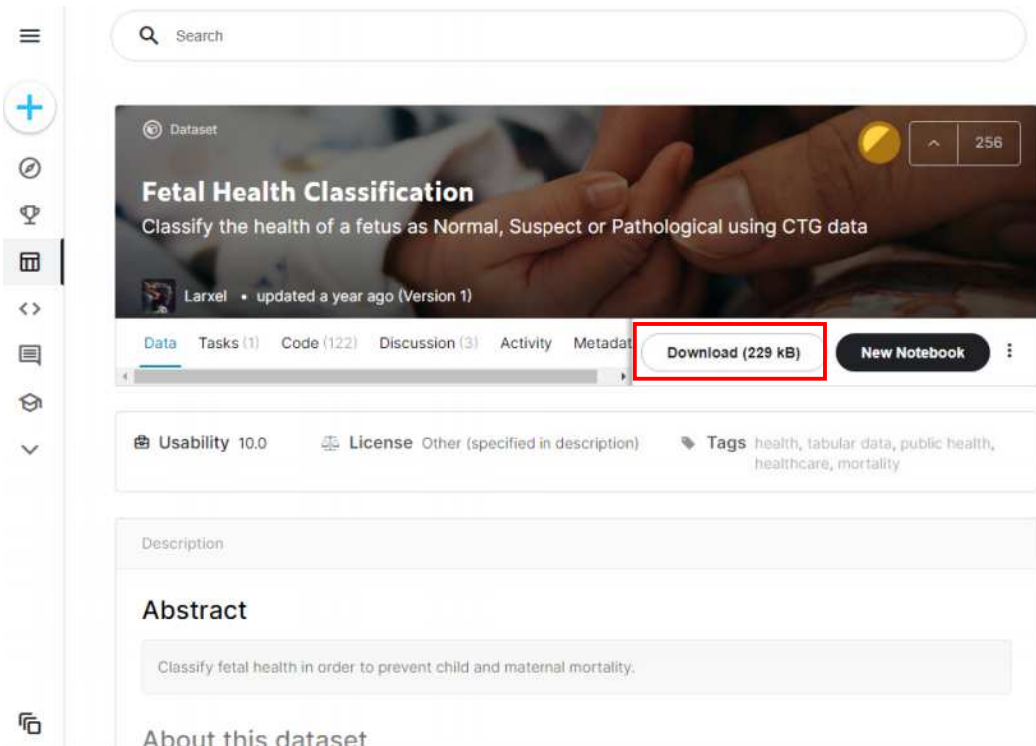 Search
Dataset
256
Fetal Health Classification
Classify the health of a fetus as Normal, Suspect or Pathological using CTG data
Larxel • updated a year ago (Version 1)
Data Tasks (1) Code (122) Discussion (3) Activity Metadat Download (229 kB) New Notebook
Usability 10.0 License Other (specified in description) Tags health, tabular data, public health,
healthcare, mortality
Description
Abstract
Classify fetal health in order to prevent child and maternal mortality.
About this dataset